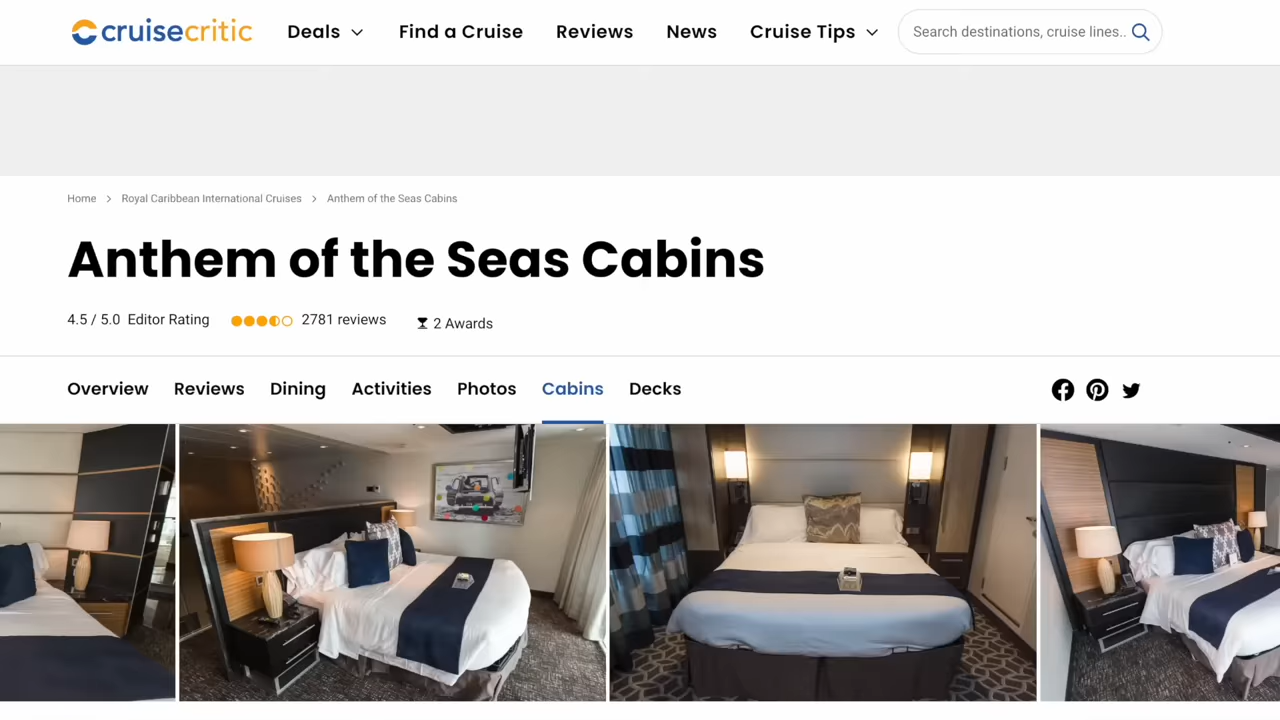 cruisecritic Deals Find a Cruise Reviews News Cruise Tips Search destinations, cruise lines..
Home Royal Caribbean International Cruises Anthem of the Seas Cabins
Anthem of the Seas Cabins
4.5 / 5.0 Editor Rating 2781 reviews 2 Awards
Overview Reviews Dining Activities Photos Cabins Decks